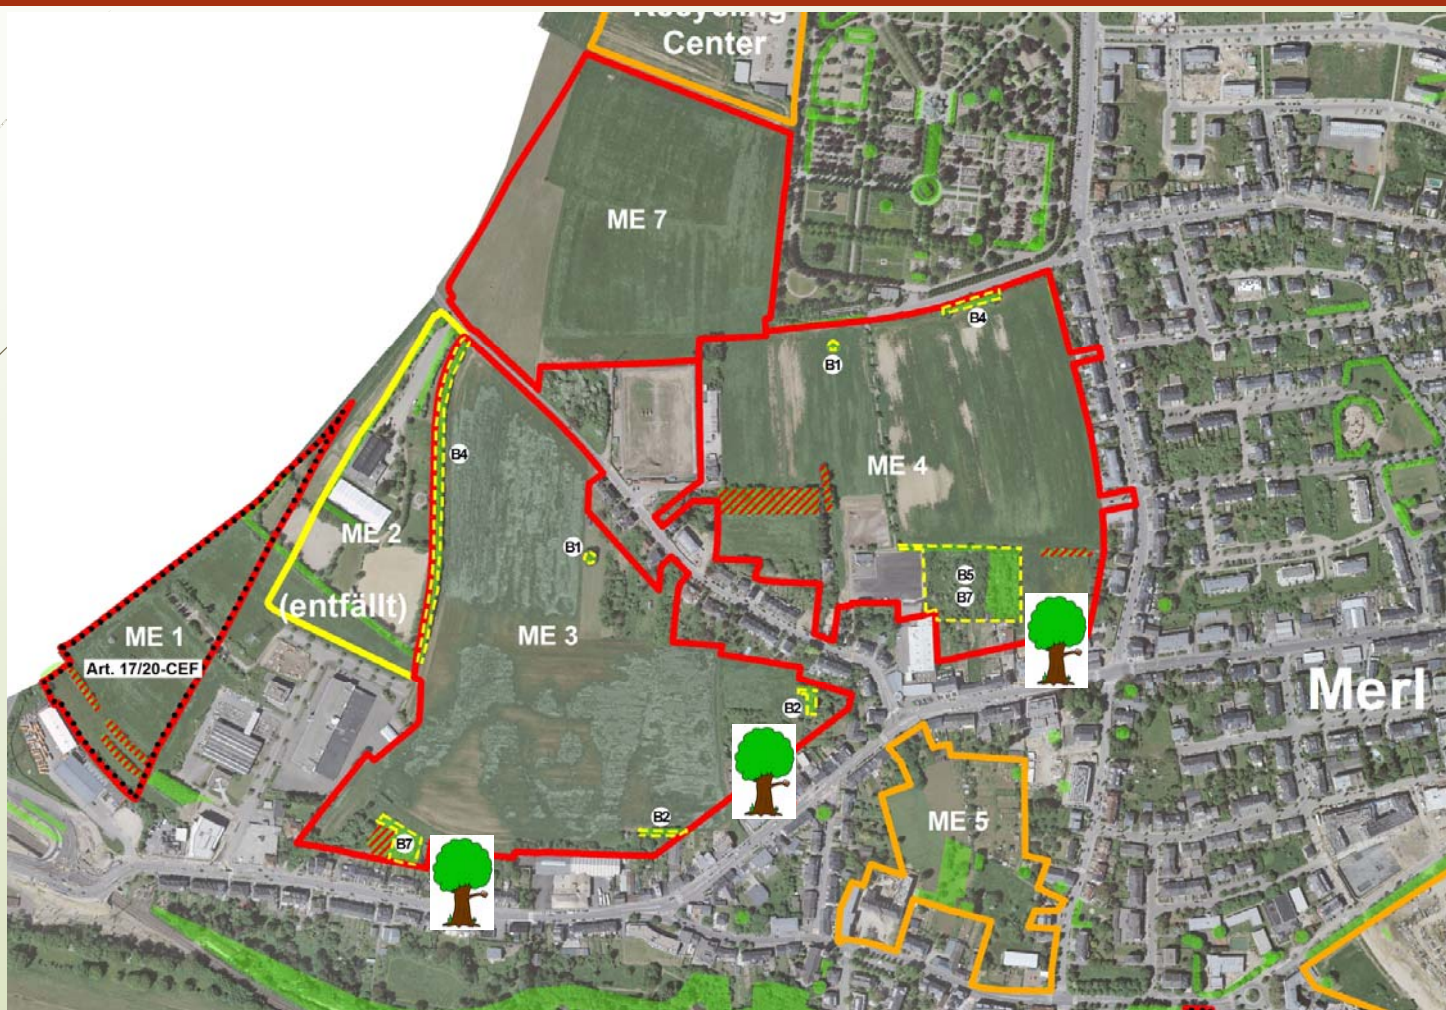 Recycling
Center
ME 7
B4
B1
B4
ME 4
ME 2
B1
B5
B7
(entfällt)
ME 1
ME 3
Art. 17/20-CEF
Merl
B2
ME 5
B2
B7